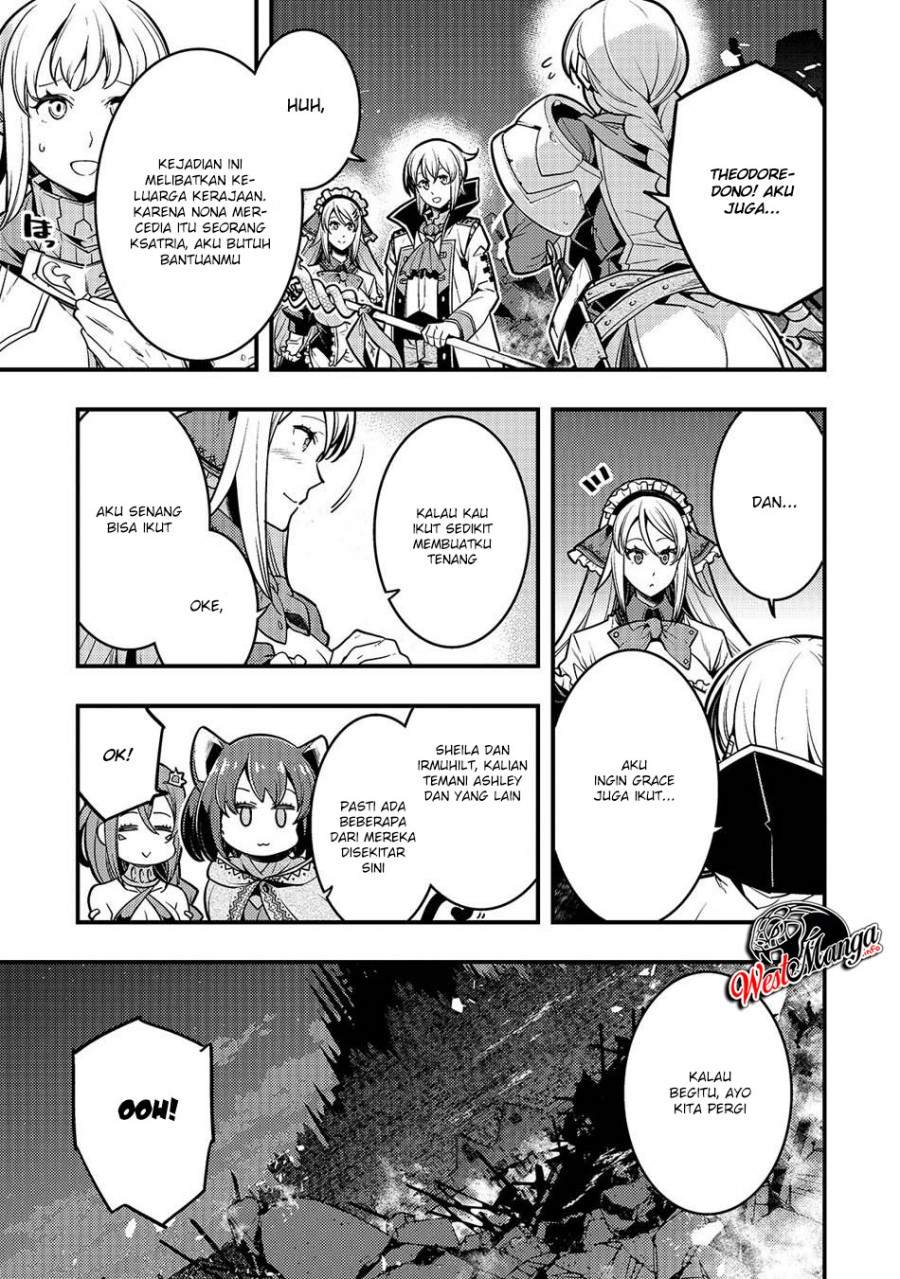 THEODORE-
DONO! AKU
JUGA...
HUH,
KEJADIAN INI
MELIBATKAN KE-
LUARGA KERAJAAN.
KARENA NONA MER-
CEDIA ITU SEORANG
KSATRIA, AKU BUTUH
BANTUANMU
ほっ
DAN...
AKU
INGIN GRACE
JUGA IKUT...
KALAU KAU
IKUT SEDIKIT
MEMBUATKU
TENANG
AKU SENANG
BISA IKUT
OKE,
SHEILA DAN
IRMUHILT, KALIAN
TEMANI ASHLEY
DAN YANG LAIN
PASTI ADA
BEBERAPA
DARI MEREKA
DISEKITAR
SINI
OK!
WestManga
.info
KALAU
BEGITU, AYO
KITA PERGI
OOH!